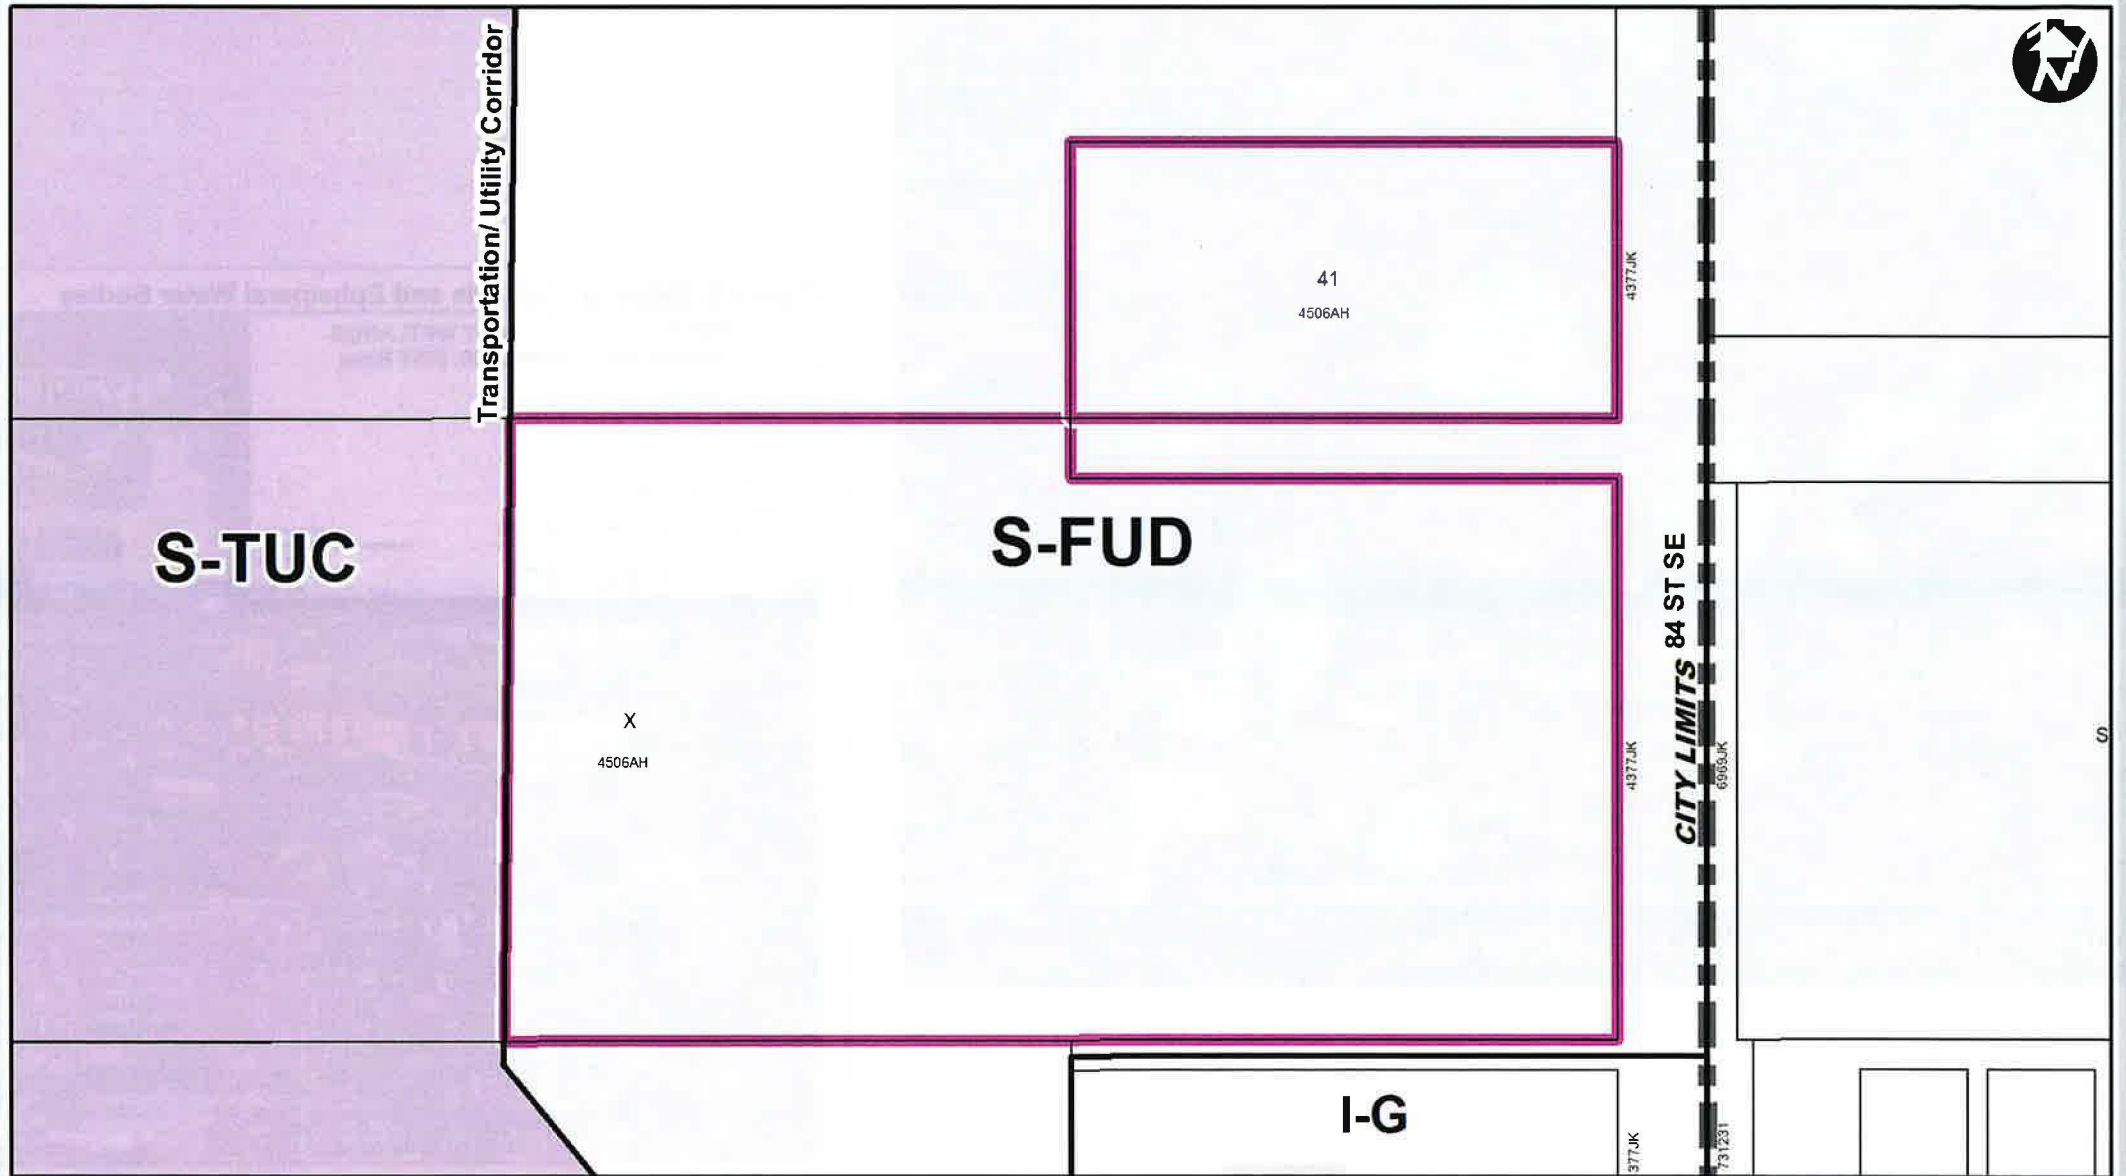 Transportation/ Utility Corridor
N
41
4506AH
4377JK
S-TUC
S-FUD
84 ST SE
CITY LIMITS
X
4506AH
4377JK
6969JK
S
I-G
377JK
731231